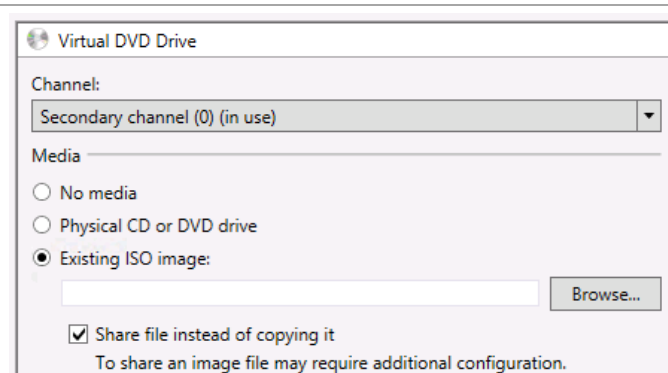 Virtual DVD Drive
Channel:
Secondary channel (0) (in use)
Media
No media
Physical CD or DVD drive
Existing ISO image:
Browse...
Share file instead of copying it
To share an image file may require additional configuration.